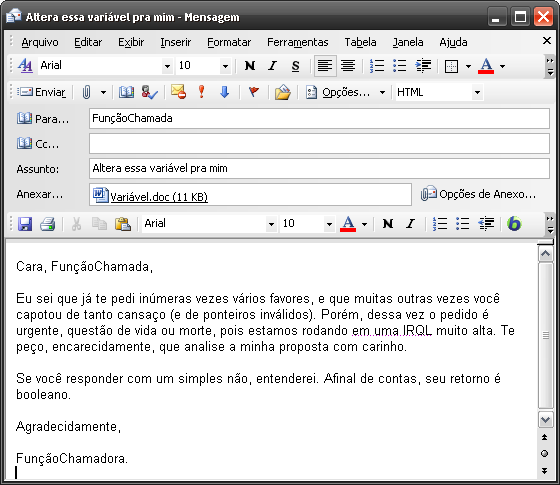 Altera essa variável pra mim - Mensagem
Arquivo Editar Exibir Inserir Formatar Ferramentas Tabela Janela Ajuda
Arial 10 N I S A
Enviar Opções... HTML
Para... FunçãoChamada
Cc...
Assunto: Altera essa variável pra mim
Anexar... Variável.doc (11 KB) Opções de Anexo...
Arial 10 A N I S
Cara, FunçãoChamada,
Eu sei que já te pedi inúmeras vezes vários favores, e que muitas outras vezes você
capotou de tanto cansaço (e de ponteiros inválidos). Porém, dessa vez o pedido é
urgente, questão de vida ou morte, pois estamos rodando em uma IRQL muito alta. Te
peço, encarecidamente, que analise a minha proposta com carinho.
Se você responder com um simples não, entenderei. Afinal de contas, seu retorno é
booleano.
Agradecidamente,
FunçãoChamadora.